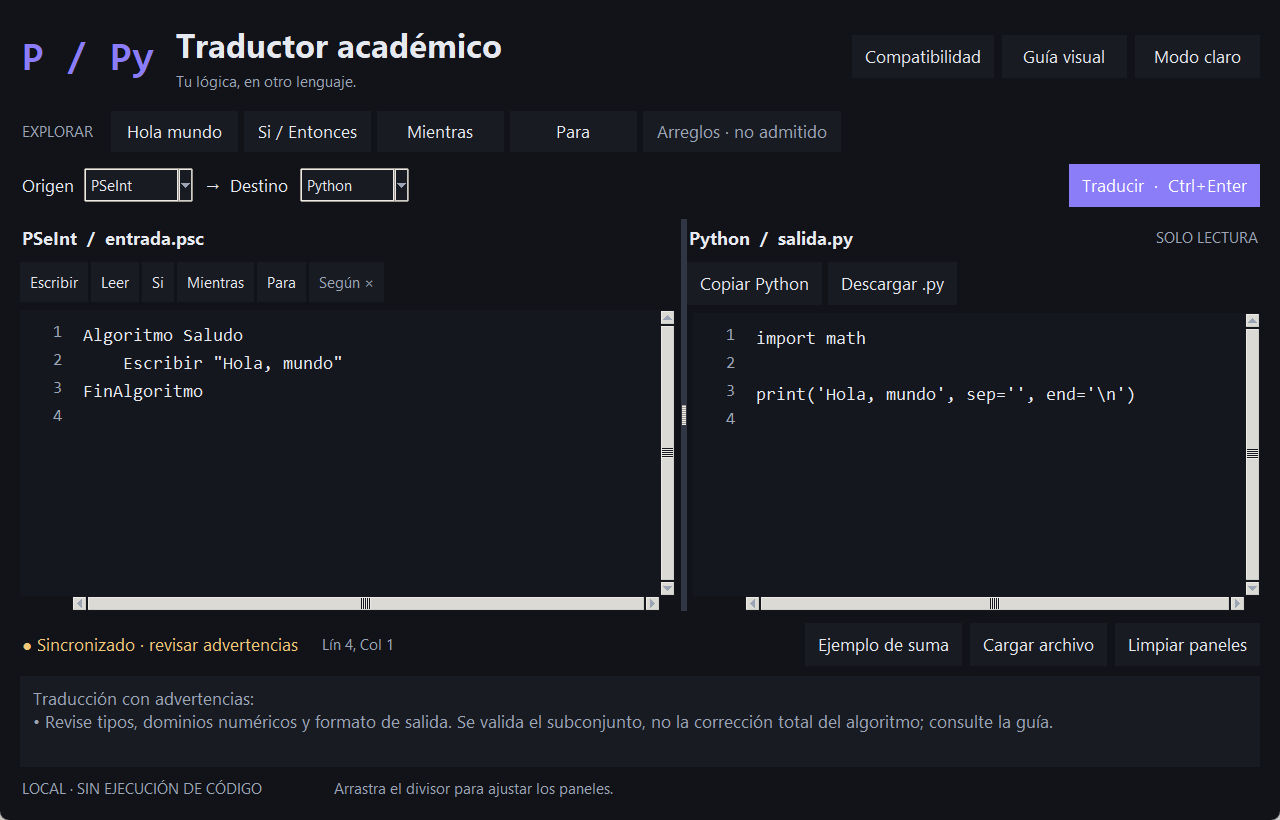 P / Py
Traductor académico
Tu lógica, en otro lenguaje.
Compatibilidad
Guía visual
Modo claro
EXPLORAR
Hola mundo
Si / Entonces
Mientras
Para
Arreglos · no admitido
Origen
PSeInt
→
Destino
Python
Traducir · Ctrl+Enter
PSeInt / entrada.psc
Escribir
Leer
Si
Mientras
Para
Según ×
1 Algoritmo Saludo
2     Escribir "Hola, mundo"
3 FinAlgoritmo
4
Python / salida.py
SOLO LECTURA
Copiar Python
Descargar .py
1 import math
2
3 print('Hola, mundo', sep='', end='\n')
4
● Sincronizado · revisar advertencias
Lín 4, Col 1
Ejemplo de suma
Cargar archivo
Limpiar paneles
Traducción con advertencias:
• Revise tipos, dominios numéricos y formato de salida. Se valida el subconjunto, no la corrección total del algoritmo; consulte la guía.
LOCAL · SIN EJECUCIÓN DE CÓDIGO
Arrastra el divisor para ajustar los paneles.